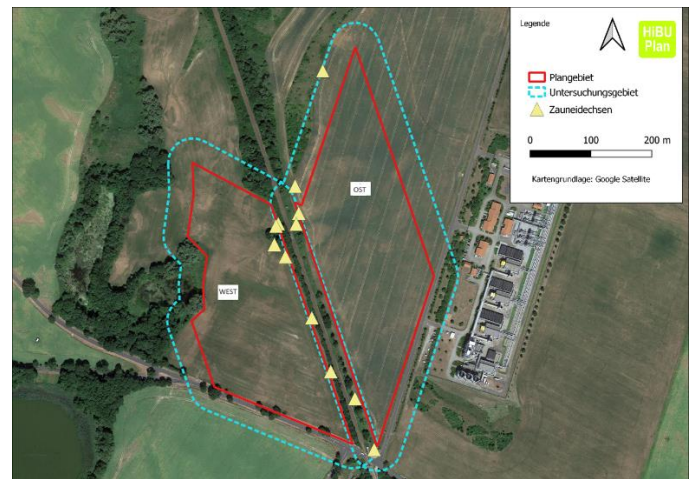 Legende
HiBU
Plan
Plangebiet
Untersuchungsgebiet
Zauneidechsen
0 100 200 m
Kartengrundlage: Google Satellite
OST
WEST